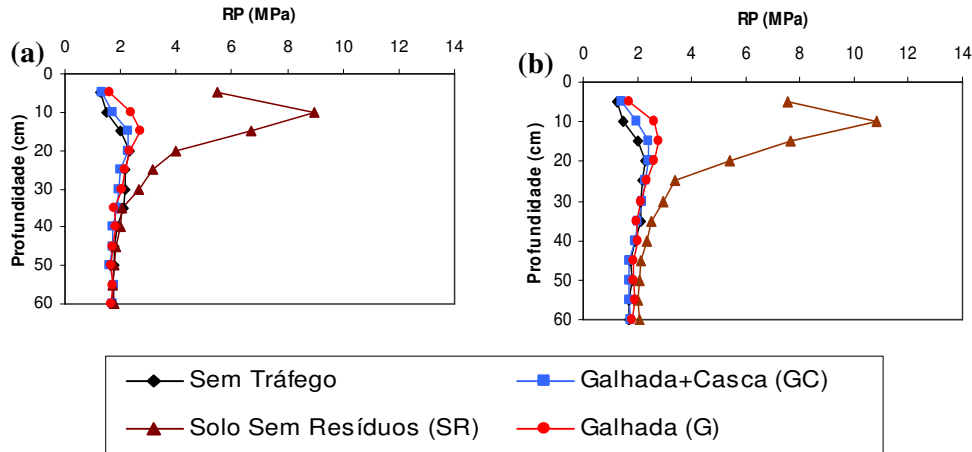 RP (MPa)
(a) 0 2 4 6 8 10 12 14
0
10
20
30
40
50
60
Profundidade (cm)
RP (MPa)
(b) 0 2 4 6 8 10 12 14
0
10
20
30
40
50
60
Profundidade (cm)
Sem Tráfego
Galhada+Casca (GC)
Solo Sem Resíduos (SR)
Galhada (G)